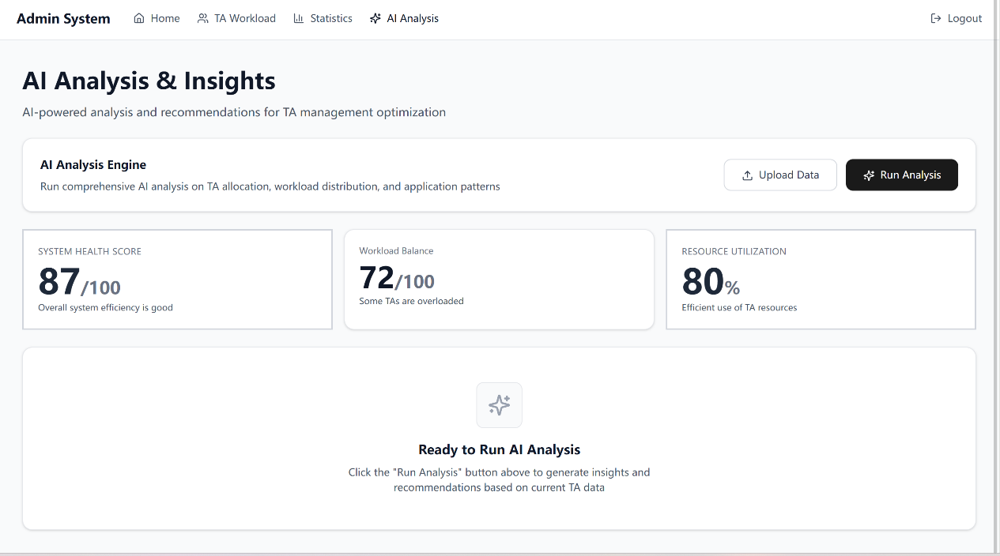 Admin System Home TA Workload Statistics AI Analysis Logout
AI Analysis & Insights
AI-powered analysis and recommendations for TA management optimization
AI Analysis Engine
Run comprehensive AI analysis on TA allocation, workload distribution, and application patterns
Upload Data Run Analysis
SYSTEM HEALTH SCORE
87/100
Overall system efficiency is good
Workload Balance
72/100
Some TAs are overloaded
RESOURCE UTILIZATION
80%
Efficient use of TA resources
Ready to Run AI Analysis
Click the "Run Analysis" button above to generate insights and
recommendations based on current TA data